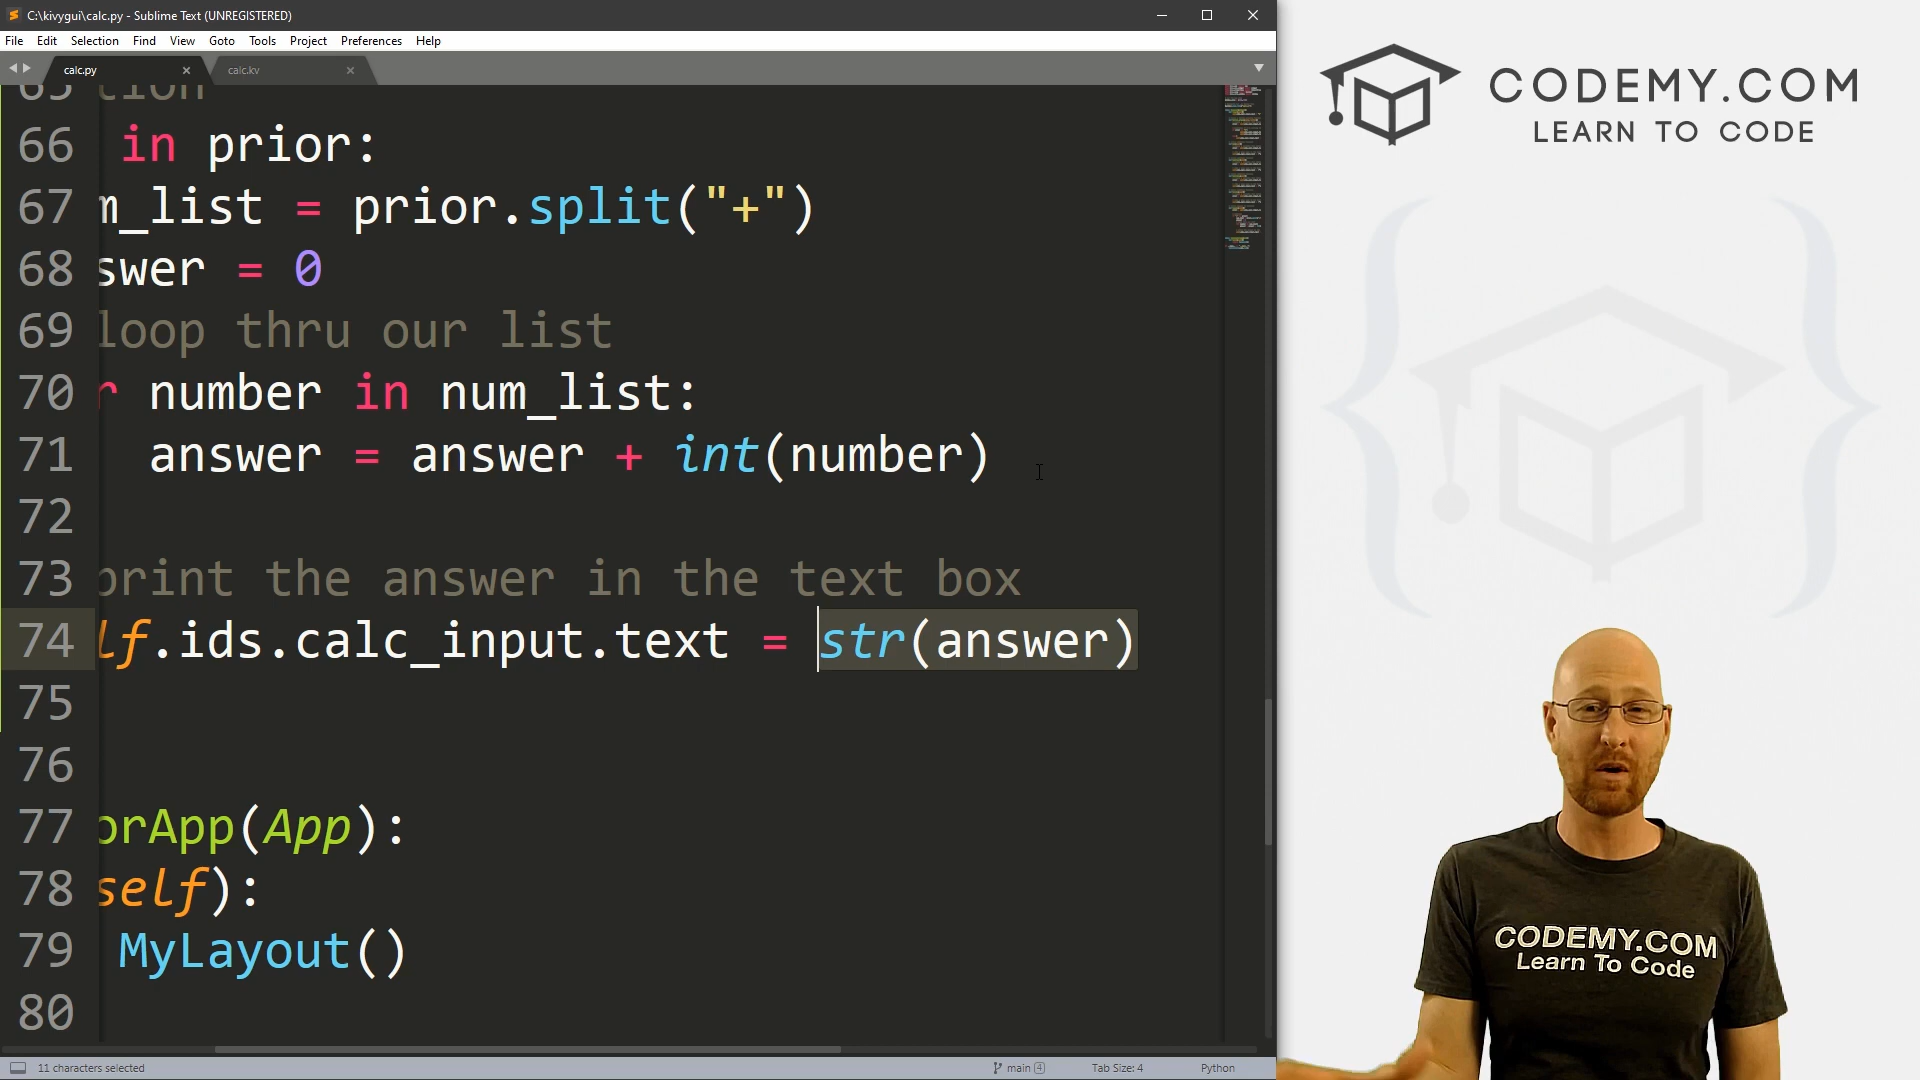 C:\kivygui\calc.py - Sublime Text (UNREGISTERED)
File Edit Selection Find View Goto Tools Project Preferences Help
calc.py calc.kv
65 tion
66 in prior:
67 m_list = prior.split("+")
68 swer = 0
69 loop thru our list
70 r number in num_list:
71 answer = answer + int(number)
72
73 print the answer in the text box
74 lf.ids.calc_input.text = str(answer)
75
76
77 orApp(App):
78 self):
79 MyLayout()
80
11 characters selected main 4 Tab Size: 4 Python
CODEMY.COM
LEARN TO CODE
CODEMY.COM
Learn To Code